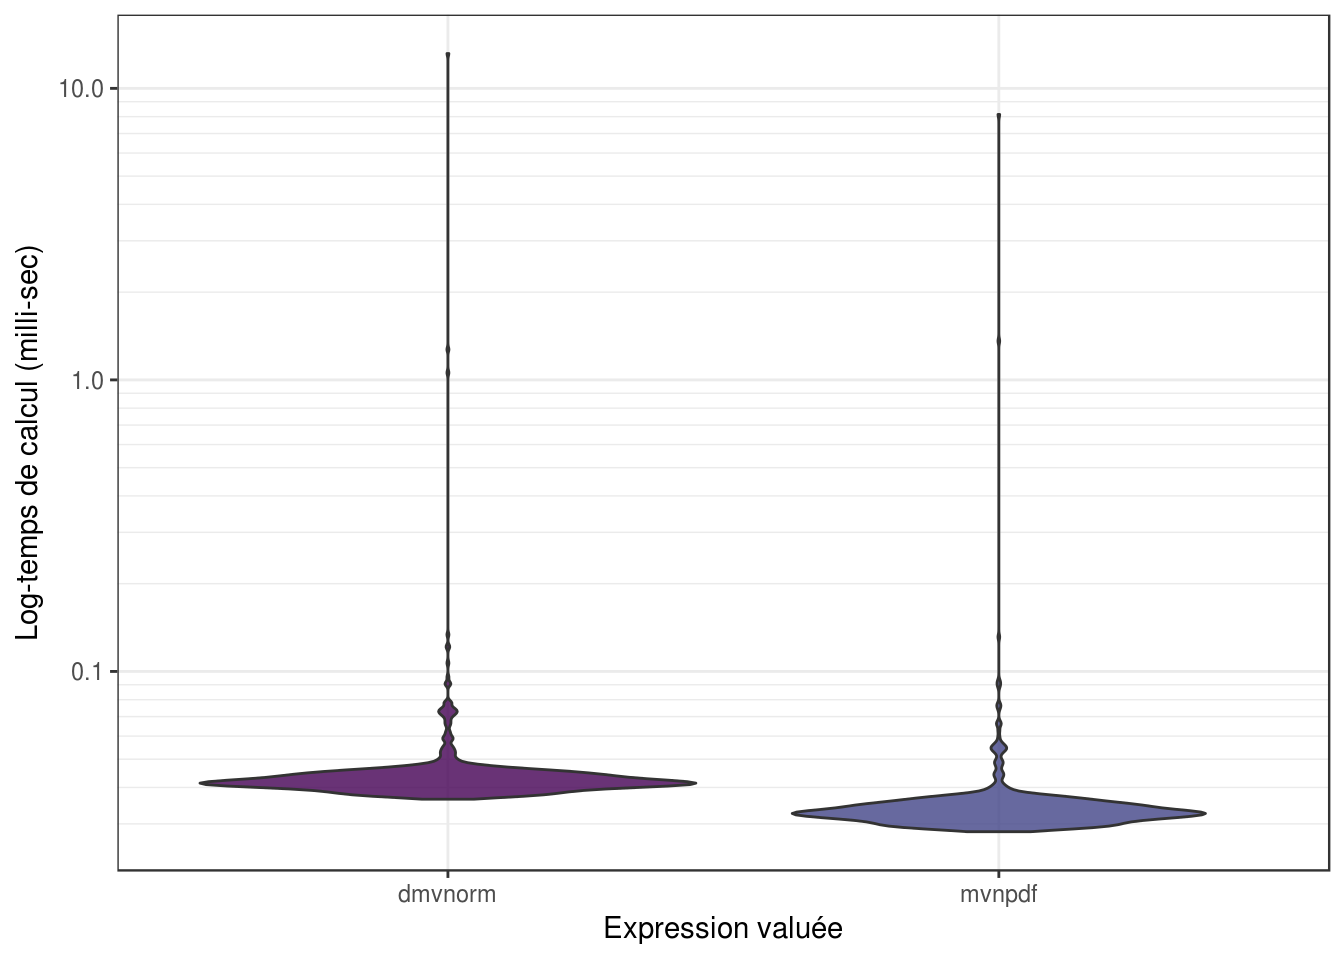 10.0
1.0
0.1
Log-temps de calcul (milli-sec)
dmvnorm
mvnpdf
Expression valuée